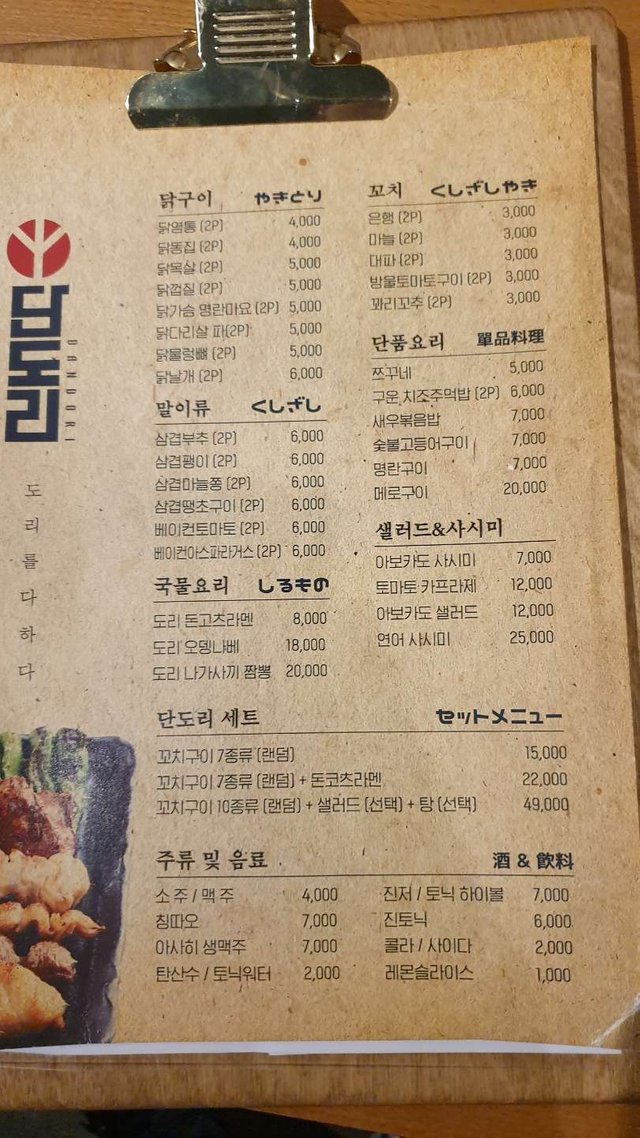 단도리
DANDORI
도리를다하다
닭구이 やきとり
닭염통 (2P) 4,000
닭똥집 (2P) 4,000
닭목살 (2P) 5,000
닭껍질 (2P) 5,000
닭가슴 명란마요 (2P) 5,000
닭다리살 파(2P) 5,000
닭물렁뼈 (2P) 5,000
닭날개 (2P) 6,000
말이류 くしざし
삼겹부추 (2P) 6,000
삼겹팽이 (2P) 6,000
삼겹마늘쫑 (2P) 6,000
삼겹땡초구이 (2P) 6,000
베이컨토마토 (2P) 6,000
베이컨아스파라거스 (2P) 6,000
국물요리 しるもの
도리 돈고츠라멘 8,000
도리 오뎅나베 18,000
도리 나가사끼 짬뽕 20,000
꼬치 くしざしやき
은행 (2P) 3,000
마늘 (2P) 3,000
대파 (2P) 3,000
방울토마토구이 (2P) 3,000
꽈리꼬추 (2P) 3,000
단품요리 單品料理
쯔꾸네 5,000
구운 치즈주먹밥 (2P) 6,000
새우볶음밥 7,000
숯불고등어구이 7,000
명란구이 7,000
메로구이 20,000
샐러드&사시미
아보카도 사시미 7,000
토마토 카프라제 12,000
아보카도 샐러드 12,000
연어 사시미 25,000
단도리 세트 セットメニュー
꼬치구이 7종류 (랜덤) 15,000
꼬치구이 7종류 (랜덤) + 돈코츠라멘 22,000
꼬치구이 10종류 (랜덤) + 샐러드 (선택) + 탕 (선택) 49,000
주류 및 음료 酒 & 飮料
소 주 / 맥 주 4,000
칭따오 7,000
아사히 생맥주 7,000
탄산수 / 토닉워터 2,000
진저 / 토닉 하이볼 7,000
진토닉 6,000
콜라 / 사이다 2,000
레몬슬라이스 1,000